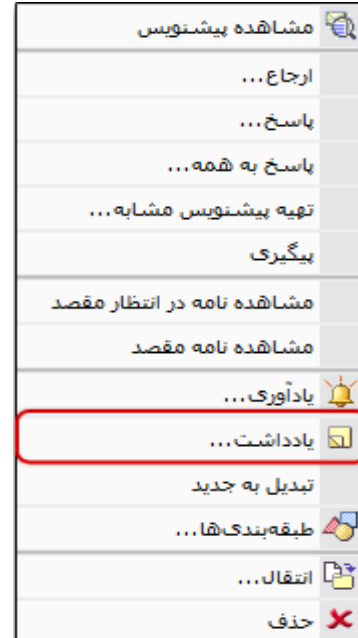 مشاهده پیشنویس
ارجاع...
پاسخ...
پاسخ به همه...
تهیه پیشنویس مشابه...
پیگیری
مشاهده نامه در انتظار مقصد
مشاهده نامه مقصد
یادآوری...
یادداشت...
تبدیل به جدید
طبقه‌بندی‌ها...
انتقال...
حذف